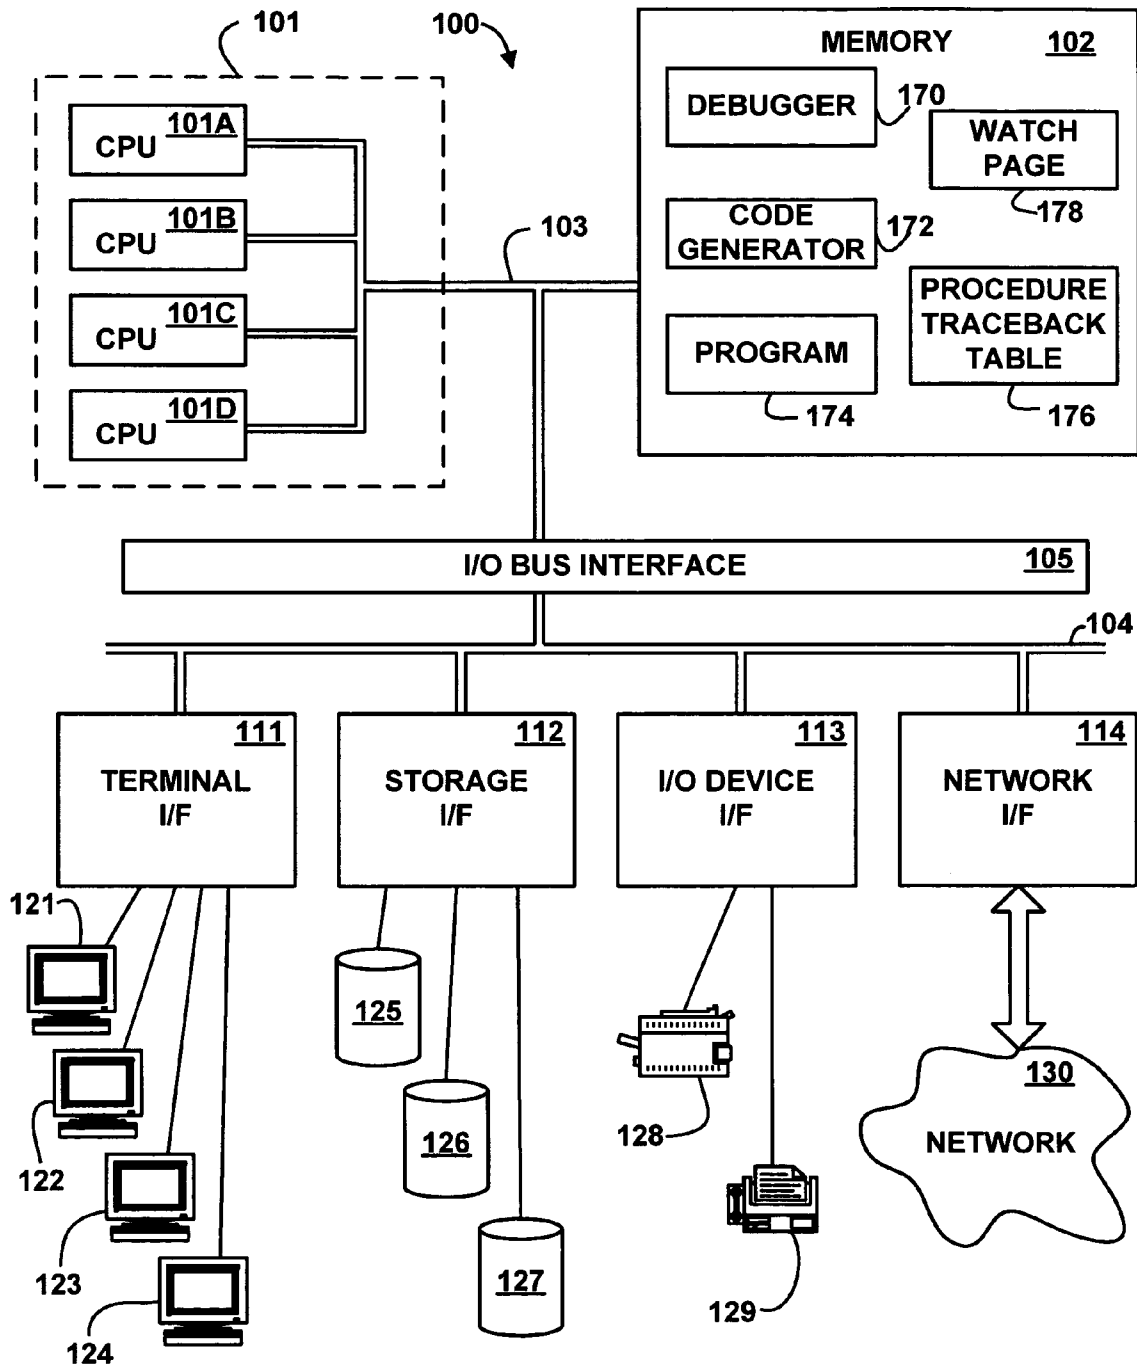 101
100
MEMORY 102
101A
CPU
101B
CPU
101C
CPU
101D
CPU
103
DEBUGGER
170
WATCH
PAGE
178
CODE
GENERATOR
172
PROCEDURE
TRACEBACK
TABLE
176
PROGRAM
174
I/O BUS INTERFACE 105
104
111
TERMINAL
I/F
112
STORAGE
I/F
113
I/O DEVICE
I/F
114
NETWORK
I/F
121
122
123
124
125
126
127
128
129
130
NETWORK